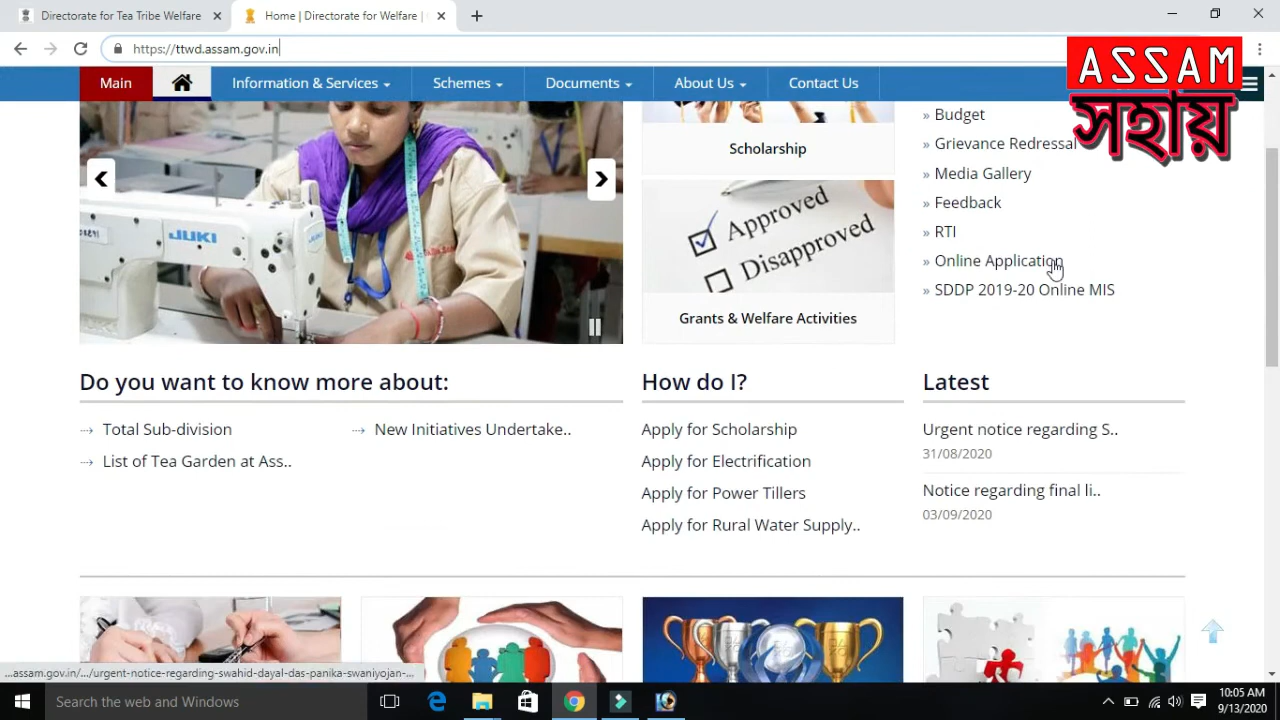 Directorate for Tea Tribe Welfare
Home | Directorate for Welfare |
https://ttwd.assam.gov.in
ASSAM
সহায়
Main
Information & Services
Schemes
Documents
About Us
Contact Us
JUKI
Scholarship
Approved
Disapproved
Grants & Welfare Activities
» Budget
» Grievance Redressal
» Media Gallery
» Feedback
» RTI
» Online Application
» SDDP 2019-20 Online MIS
Do you want to know more about:
Total Sub-division
New Initiatives Undertake..
List of Tea Garden at Ass..
How do I?
Apply for Scholarship
Apply for Electrification
Apply for Power Tillers
Apply for Rural Water Supply..
Latest
Urgent notice regarding S..
31/08/2020
Notice regarding final li..
03/09/2020
...assam.gov.in/.../urgent-notice-regarding-swahid-dayal-das-panika-swaniyojan-...
Search the web and Windows
10:05 AM
9/13/2020